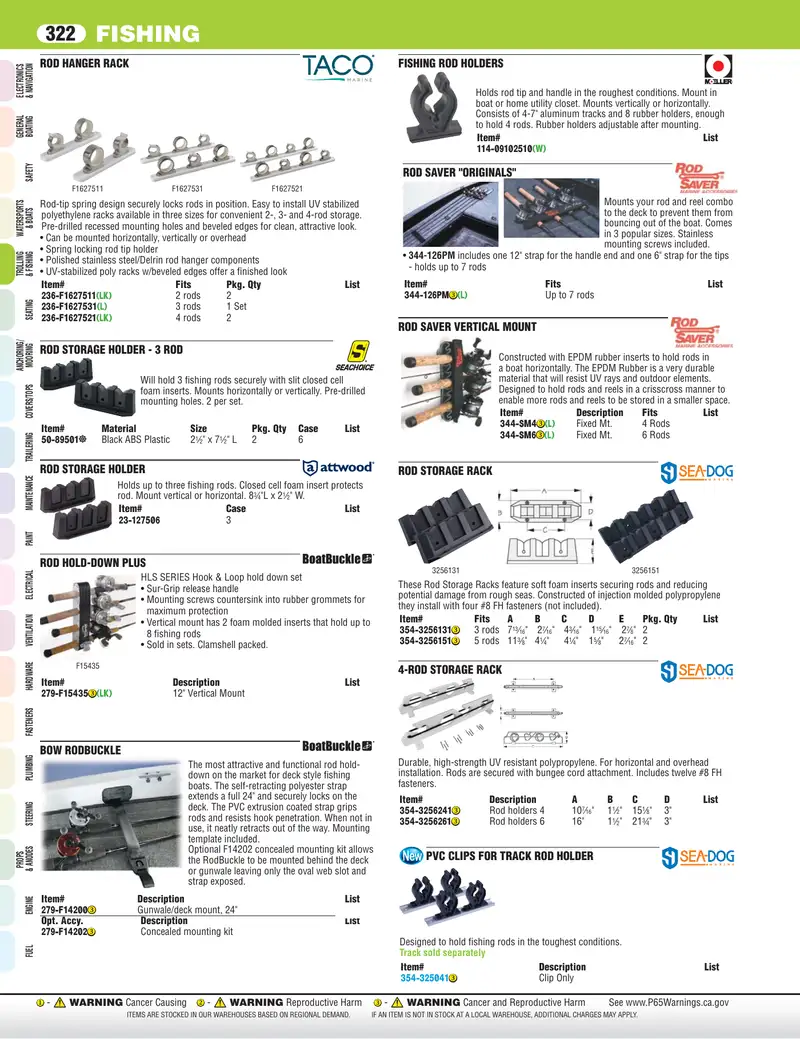 322 FISHING
ELECTRONICS
& NAVIGATION
GENERAL
BOATING
SAFETY
WATERSPORTS
& BOATS
TROLLING
& FISHING
SEATING
ANCHORING/
MOORING
COVERS/TOPS
TRAILERING
MAINTENANCE
PAINT
ELECTRICAL
VENTILATION
HARDWARE
FASTENERS
PLUMBING
STEERING
PROPS
& ANODES
ENGINE
FUEL
ROD HANGER RACK
TACO
MARINE
F1627511 F1627531 F1627521
Rod-tip spring design securely locks rods in position. Easy to install UV stabilized
polyethylene racks available in three sizes for convenient 2-, 3- and 4-rod storage.
Pre-drilled recessed mounting holes and beveled edges for clean, attractive look.
• Can be mounted horizontally, vertically or overhead
• Spring locking rod tip holder
• Polished stainless steel/Delrin rod hanger components
• UV-stabilized poly racks w/beveled edges offer a finished look
Item# Fits Pkg. Qty List
236-F1627511(LK) 2 rods 2
236-F1627531(L) 3 rods 1 Set
236-F1627521(LK) 4 rods 2
ROD STORAGE HOLDER - 3 ROD
SEACHOICE
Will hold 3 fishing rods securely with slit closed cell
foam inserts. Mounts horizontally or vertically. Pre-drilled
mounting holes. 2 per set.
Item# Material Size Pkg. Qty Case List
50-89501 Black ABS Plastic 2½" x 7½" L 2 6
ROD STORAGE HOLDER
attwood
Holds up to three fishing rods. Closed cell foam insert protects
rod. Mount vertical or horizontal. 8¾"L x 2½" W.
Item# Case List
23-127506 3
ROD HOLD-DOWN PLUS
BoatBuckle
HLS SERIES Hook & Loop hold down set
• Sur-Grip release handle
• Mounting screws countersink into rubber grommets for
maximum protection
• Vertical mount has 2 foam molded inserts that hold up to
8 fishing rods
• Sold in sets. Clamshell packed.
F15435
Item# Description List
279-F15435③(LK) 12" Vertical Mount
BOW RODBUCKLE
BoatBuckle
The most attractive and functional rod hold-
down on the market for deck style fishing
boats. The self-retracting polyester strap
extends a full 24" and securely locks on the
deck. The PVC extrusion coated strap grips
rods and resists hook penetration. When not in
use, it neatly retracts out of the way. Mounting
template included.
Optional F14202 concealed mounting kit allows
the RodBuckle to be mounted behind the deck
or gunwale leaving only the oval web slot and
strap exposed.
Item# Description List
279-F14200③ Gunwale/deck mount, 24"
Opt. Accy. Description List
279-F14202③ Concealed mounting kit
FISHING ROD HOLDERS
MOELLER
Holds rod tip and handle in the roughest conditions. Mount in
boat or home utility closet. Mounts vertically or horizontally.
Consists of 4-7" aluminum tracks and 8 rubber holders, enough
to hold 4 rods. Rubber holders adjustable after mounting.
Item# List
114-09102510(W)
ROD SAVER "ORIGINALS"
ROD
SAVER
MARINE ACCESSORIES
Mounts your rod and reel combo
to the deck to prevent them from
bouncing out of the boat. Comes
in 3 popular sizes. Stainless
mounting screws included.
• 344-126PM includes one 12" strap for the handle end and one 6" strap for the tips
- holds up to 7 rods
Item# Fits List
344-126PM③(L) Up to 7 rods
ROD SAVER VERTICAL MOUNT
ROD
SAVER
MARINE ACCESSORIES
Constructed with EPDM rubber inserts to hold rods in
a boat horizontally. The EPDM Rubber is a very durable
material that will resist UV rays and outdoor elements.
Designed to hold rods and reels in a crisscross manner to
enable more rods and reels to be stored in a smaller space.
Item# Description Fits List
344-SM4③(L) Fixed Mt. 4 Rods
344-SM6③(L) Fixed Mt. 6 Rods
ROD STORAGE RACK
SEA-DOG
A
B
D
C
E
3256131 3256151
These Rod Storage Racks feature soft foam inserts securing rods and reducing
potential damage from rough seas. Constructed of injection molded polypropylene
they install with four #8 FH fasteners (not included).
Item# Fits A B C D E Pkg. Qty List
354-3256131③ 3 rods 2
354-3256151③ 5 rods 2
4-ROD STORAGE RACK
SEA-DOG
Durable, high-strength UV resistant polypropylene. For horizontal and overhead
installation. Rods are secured with bungee cord attachment. Includes twelve #8 FH
fasteners.
Item# Description A B C D List
354-3256241③ Rod holders 4 10⁷⁄₁₆" 1½" 15⅛" 3"
354-3256261③ Rod holders 6 16" 1½" 21¾" 3"
New PVC CLIPS FOR TRACK ROD HOLDER
SEA-DOG
Designed to hold fishing rods in the toughest conditions.
Track sold separately
Item# Description List
354-325041③ Clip Only
① - WARNING Cancer Causing ② - WARNING Reproductive Harm ③ - WARNING Cancer and Reproductive Harm See www.P65Warnings.ca.gov
ITEMS ARE STOCKED IN OUR WAREHOUSES BASED ON REGIONAL DEMAND. IF AN ITEM IS NOT IN STOCK AT A LOCAL WAREHOUSE, ADDITIONAL CHARGES MAY APPLY.